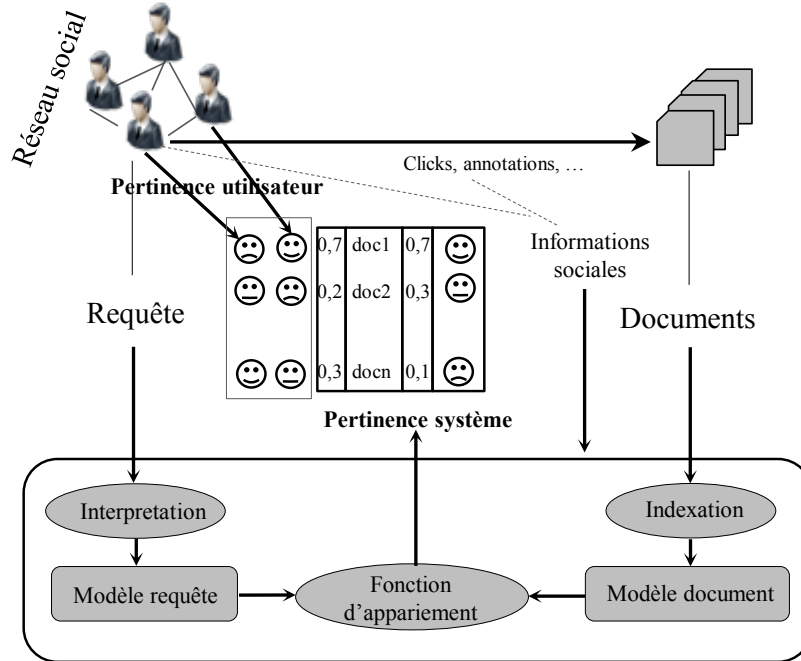 Réseau social
Clicks, annotations, …
Pertinence utilisateur
0,7 doc1 0,7
0,2 doc2 0,3
0,3 docn 0,1
Informations
sociales
Requête
Documents
Pertinence système
Interpretation
Indexation
Modèle requête
Fonction
d’appariement
Modèle document